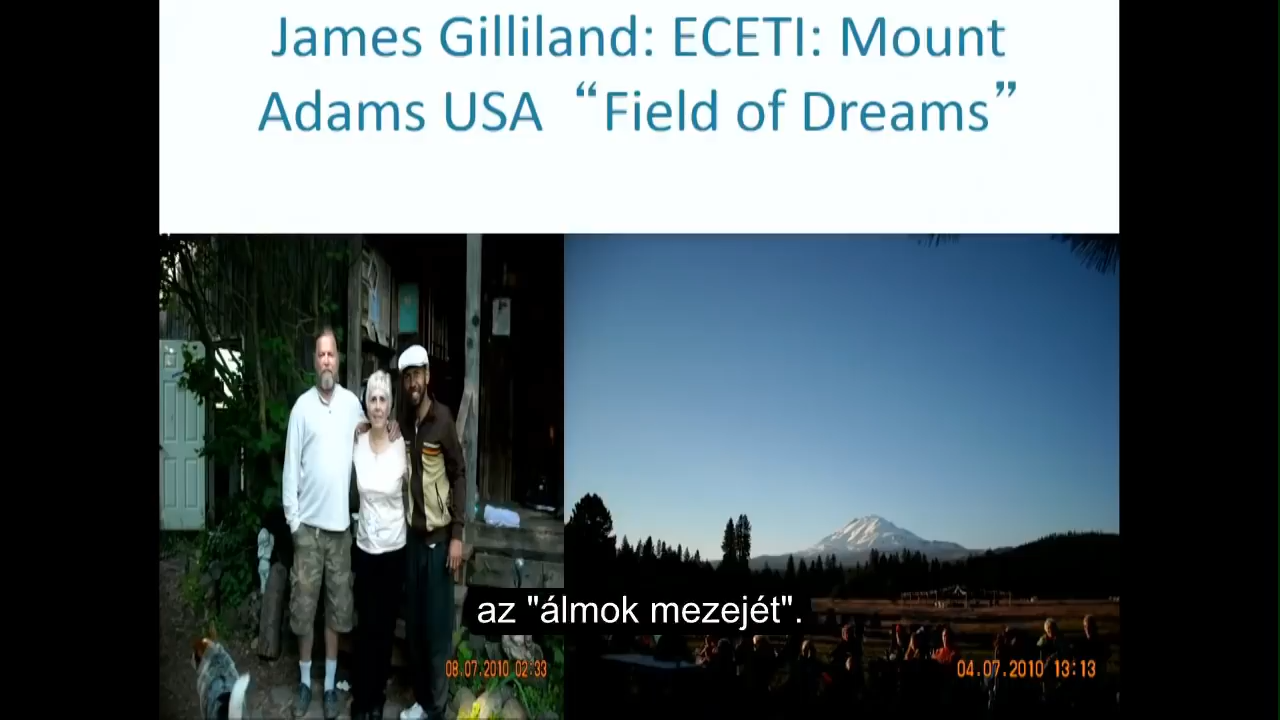 James Gilliland: ECETI: Mount
Adams USA “Field of Dreams”
az "álmok mezejét".
08.07.2010 02:33
04.07.2010 13:13